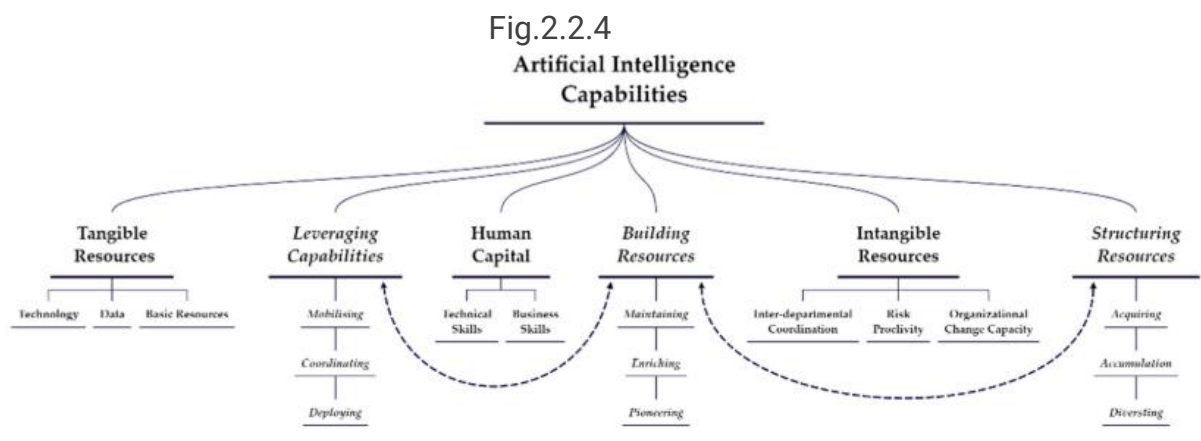 Fig.2.2.4
Artificial Intelligence
Capabilities
Tangible
Resources
Technology
Data
Basic Resources
Leveraging
Capabilities
Mobilising
Coordinating
Deploying
Human
Capital
Technical
Skills
Business
Skills
Building
Resources
Maintaining
Enriching
Pioneering
Intangible
Resources
Inter-departmental
Coordination
Risk
Proclivity
Organizational
Change Capacity
Structuring
Resources
Acquiring
Accumulation
Diversting